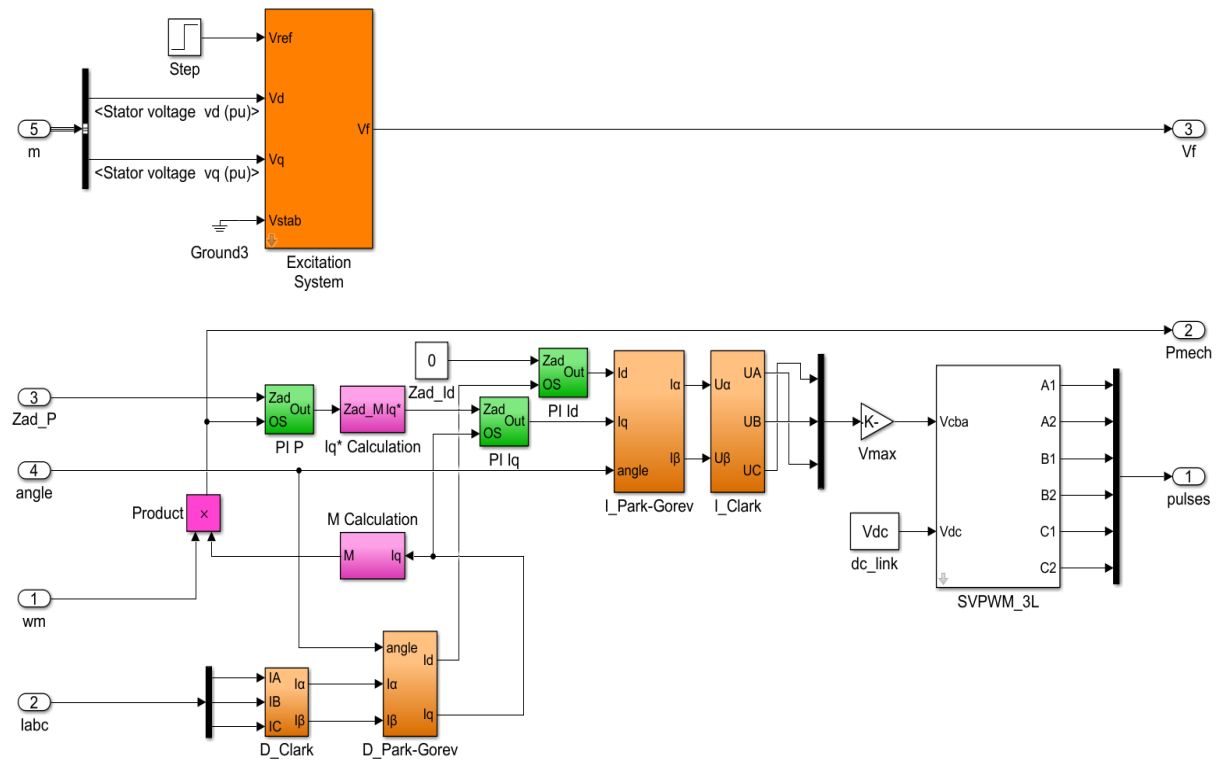 Step
Vref
Vd
Vq
Vstab
Vf
<Stator voltage vd (pu)>
<Stator voltage vq (pu)>
5
m
3
Vf
Ground3
Excitation
System
2
Pmech
3
Zad_P
0
Zad_Id
Zad
OS
Out
PI Id
Zad
OS
Out
PI P
Zad_M Iq*
Iq* Calculation
Zad
OS
Out
PI Iq
Id
Iq
angle
Iα
Iβ
I_Park-Gorev
Uα
Uβ
UA
UB
UC
I_Clark
-K-
Vmax
Vcba
Vdc
A1
A2
B1
B2
C1
C2
SVPWM_3L
Vdc
dc_link
1
pulses
4
angle
Product
×
M Calculation
M
Iq
1
wm
2
Iabc
IA
IB
IC
Iα
Iβ
D_Clark
angle
Iα
Iβ
Id
Iq
D_Park-Gorev